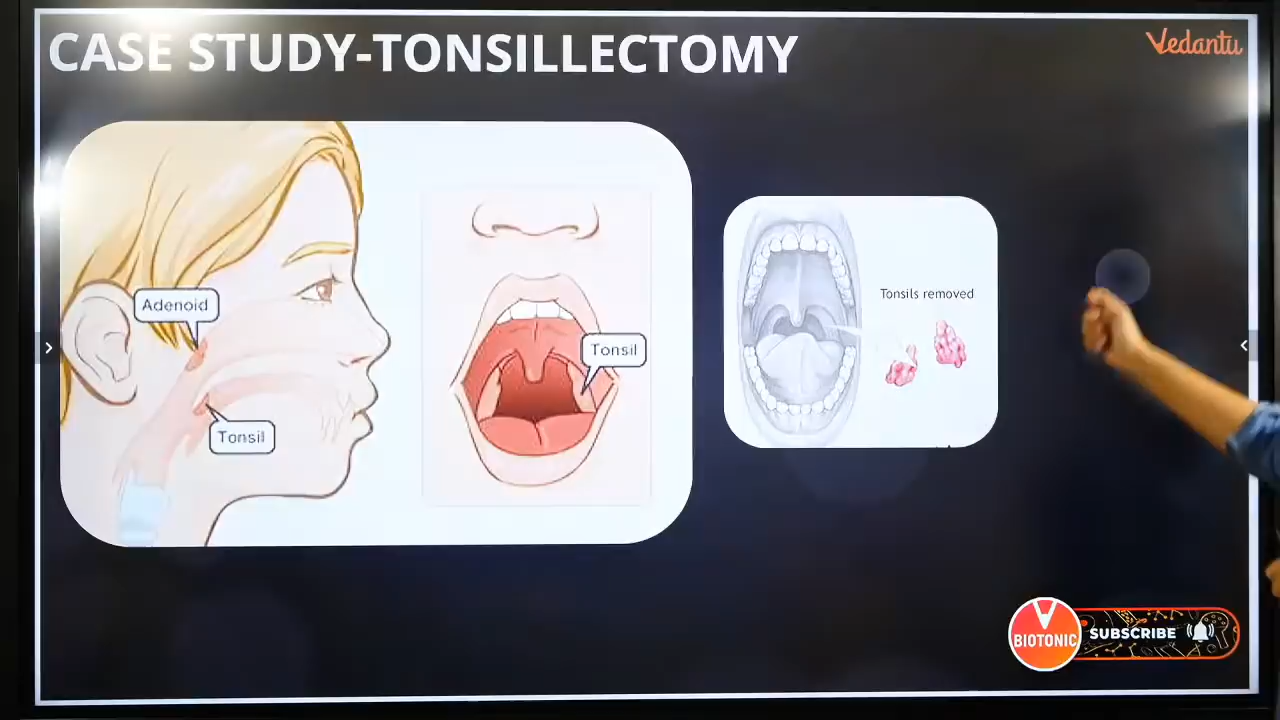 CASE STUDY-TONSILLECTOMY
Vedantu
Adenoid
Tonsil
Tonsil
Tonsils removed
BIOTONIC
SUBSCRIBE